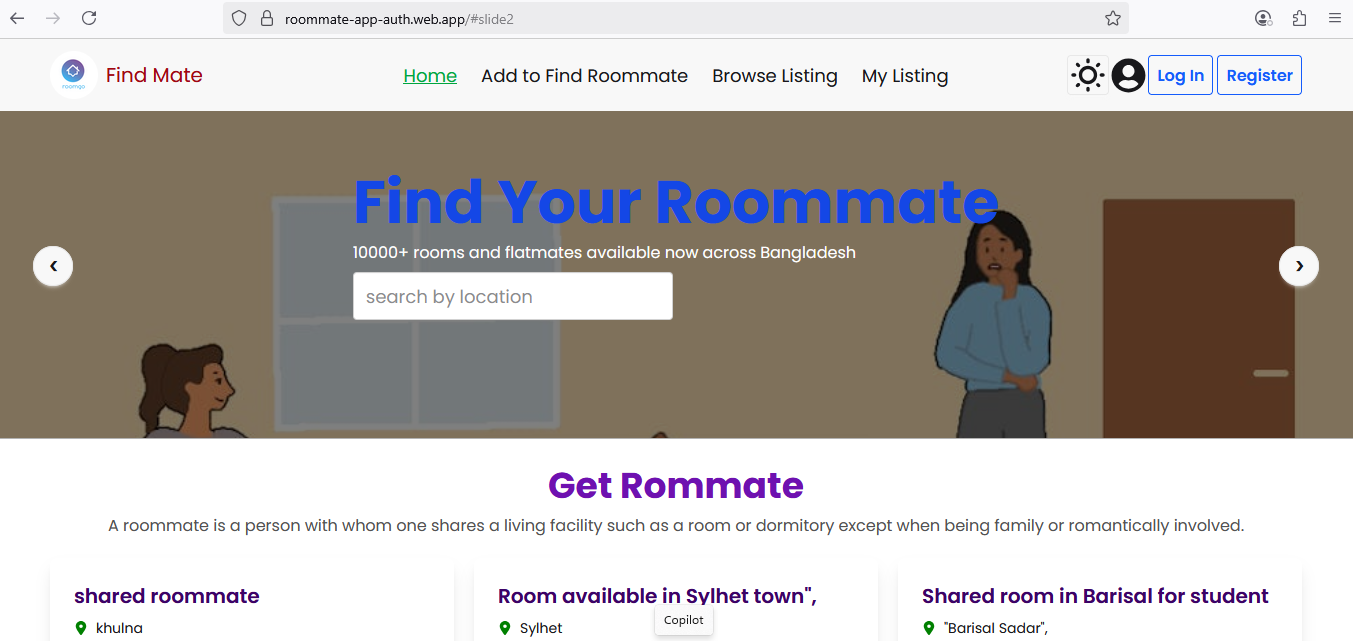 roommate-app-auth.web.app/#slide2
roomgo
Find Mate
Home Add to Find Roommate Browse Listing My Listing
Log In Register
Find Your Roommate
10000+ rooms and flatmates available now across Bangladesh
search by location
Get Rommate
A roommate is a person with whom one shares a living facility such as a room or dormitory except when being family or romantically involved.
shared roommate
khulna
Room available in Sylhet town",
Sylhet
Shared room in Barisal for student
"Barisal Sadar",
Copilot